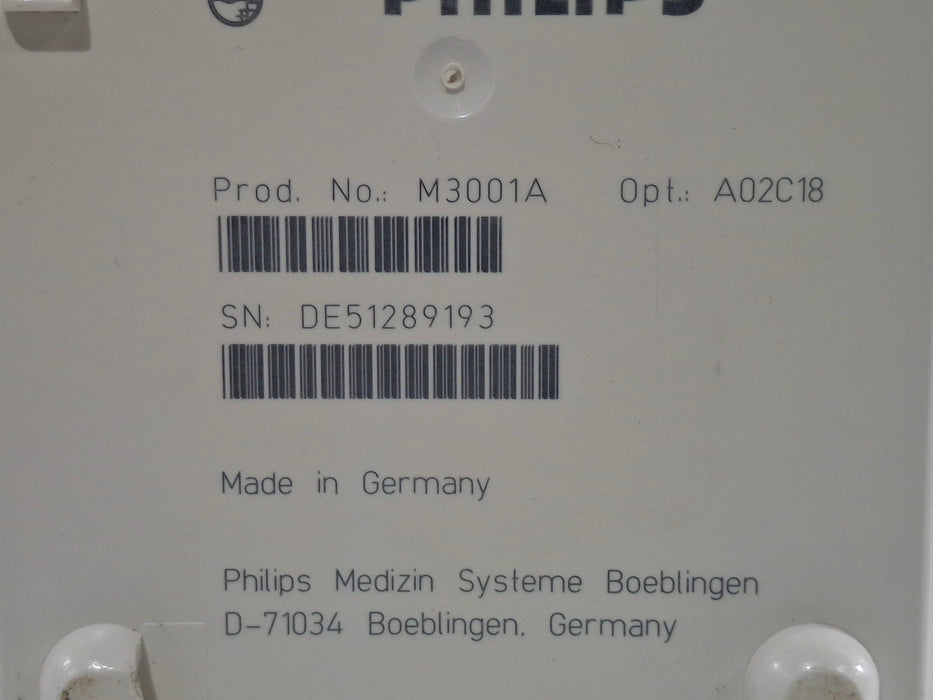 PHILIPS
Prod. No.: M3001A Opt.: A02C18
SN: DE51289193
Made in Germany
Philips Medizin Systeme Boeblingen
D-71034 Boeblingen, Germany